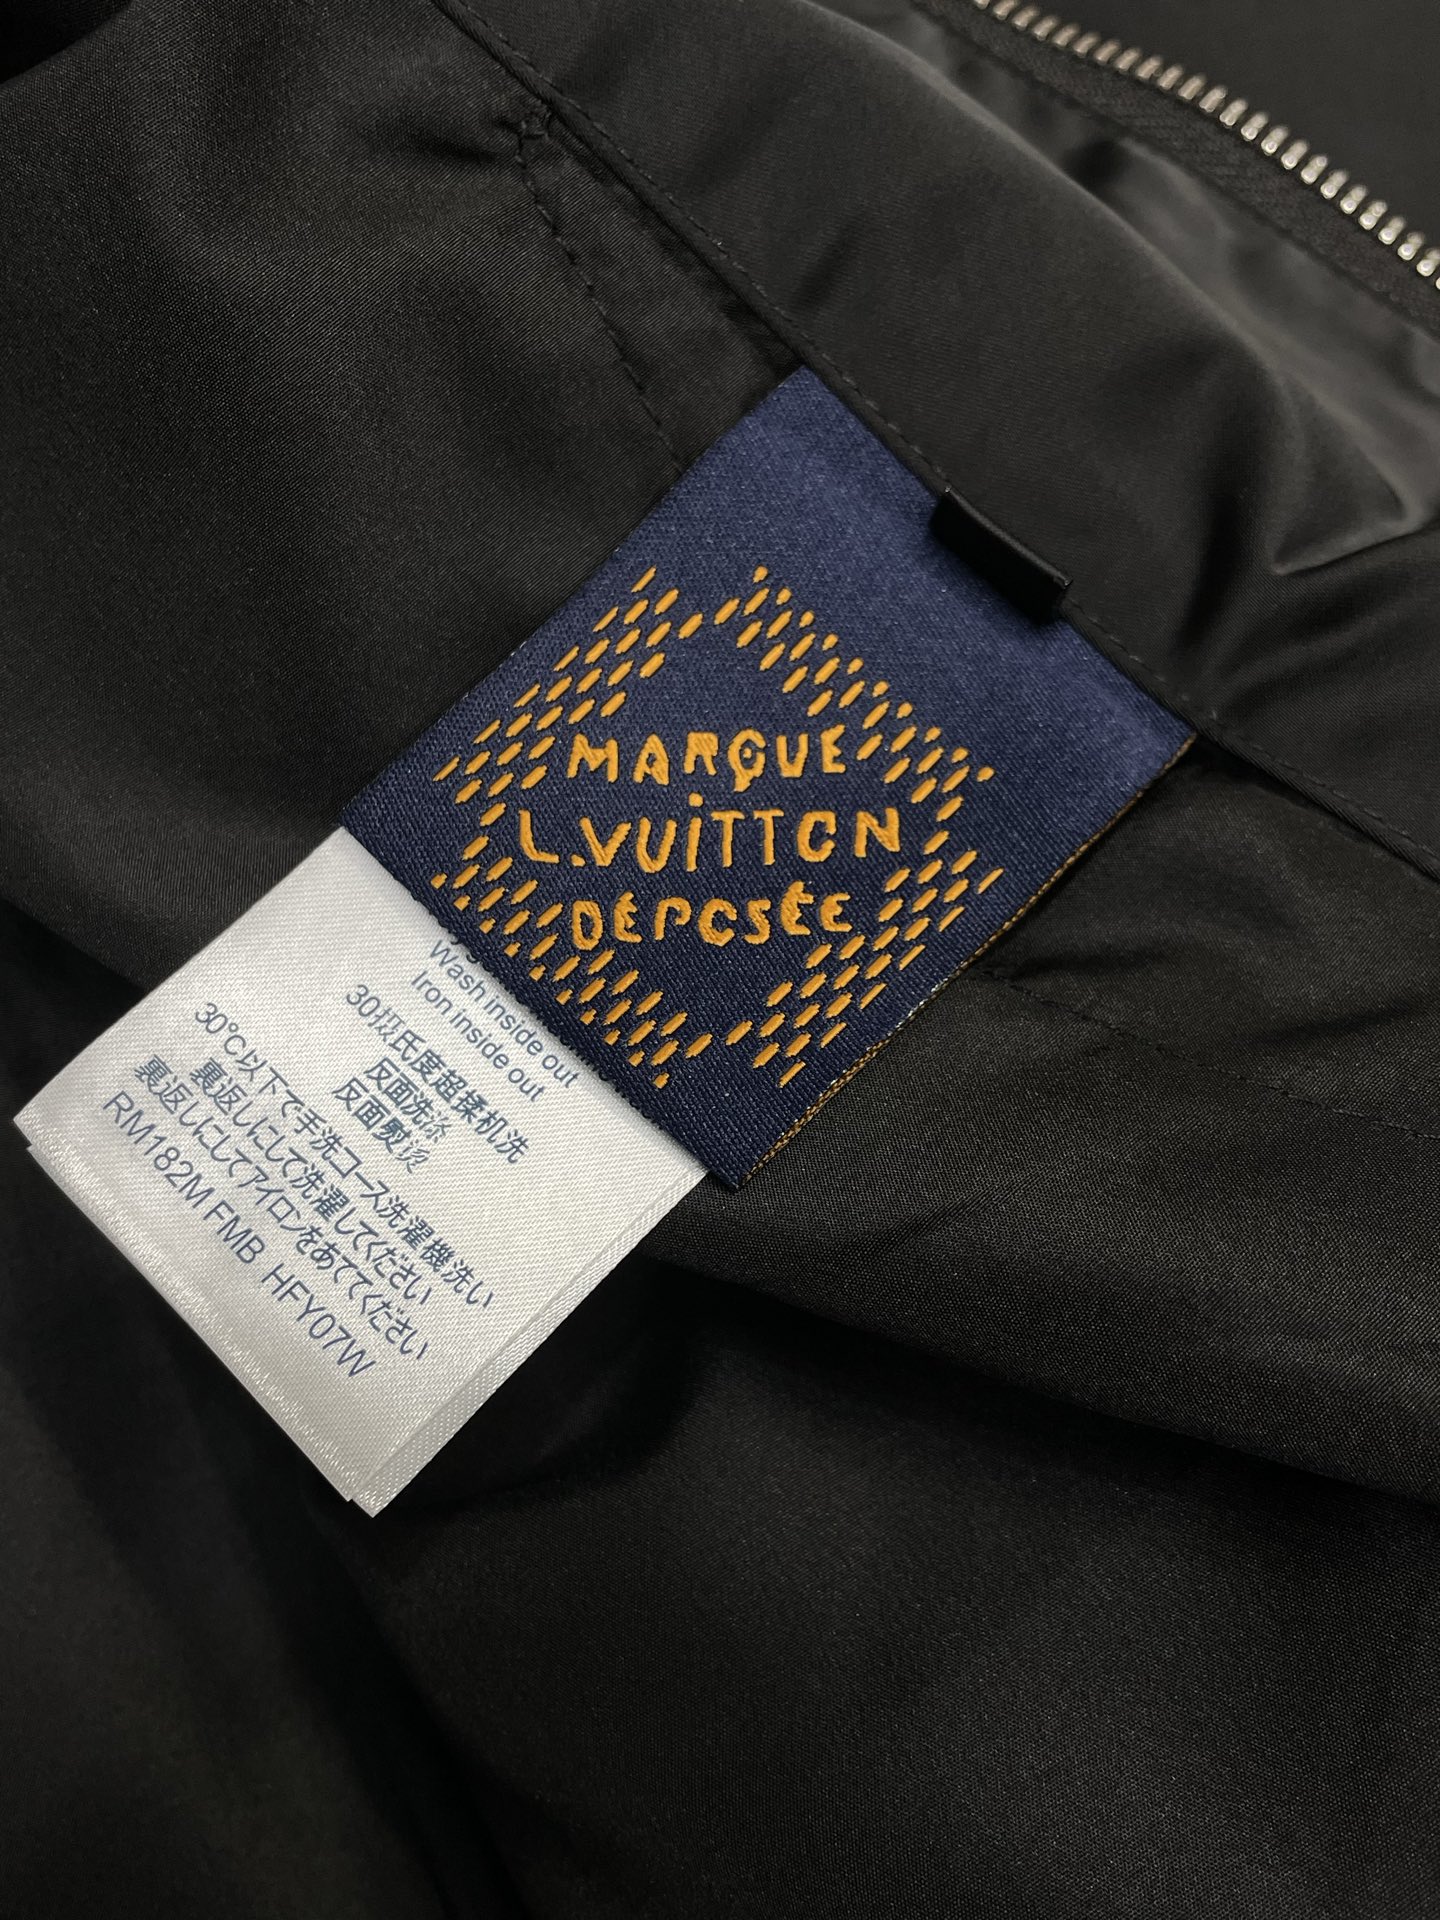 MARQUE
L.VUiTTON
DÉPOSÉE
Wash inside out
Iron inside out
30摄氏度超揉机洗
反面洗涤
反面熨烫
30°C以下で手洗コース洗濯機洗い
裏返しにして洗濯してください
裏返しにしてアイロンをあててください
RM182M FMB HFY07W